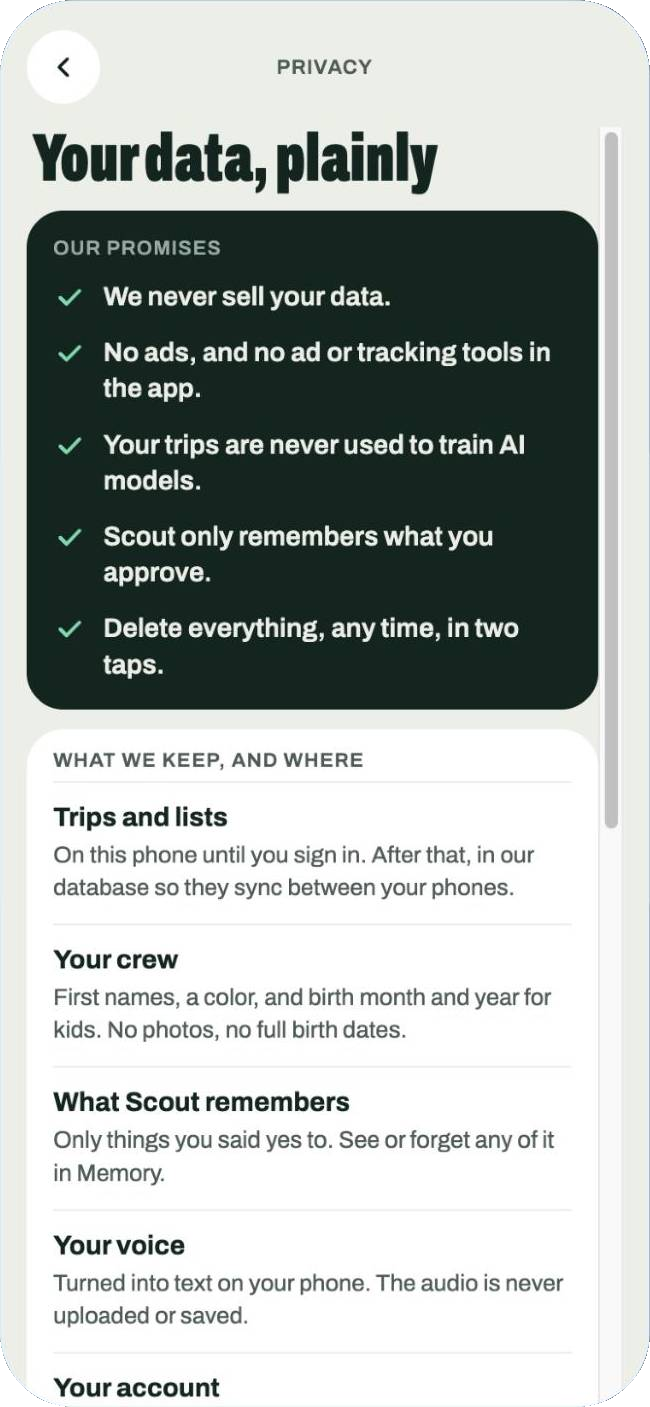 PRIVACY
Your data, plainly
OUR PROMISES
We never sell your data.
No ads, and no ad or tracking tools in
the app.
Your trips are never used to train AI
models.
Scout only remembers what you
approve.
Delete everything, any time, in two
taps.
WHAT WE KEEP, AND WHERE
Trips and lists
On this phone until you sign in. After that, in our
database so they sync between your phones.
Your crew
First names, a color, and birth month and year for
kids. No photos, no full birth dates.
What Scout remembers
Only things you said yes to. See or forget any of it
in Memory.
Your voice
Turned into text on your phone. The audio is never
uploaded or saved.
Your account